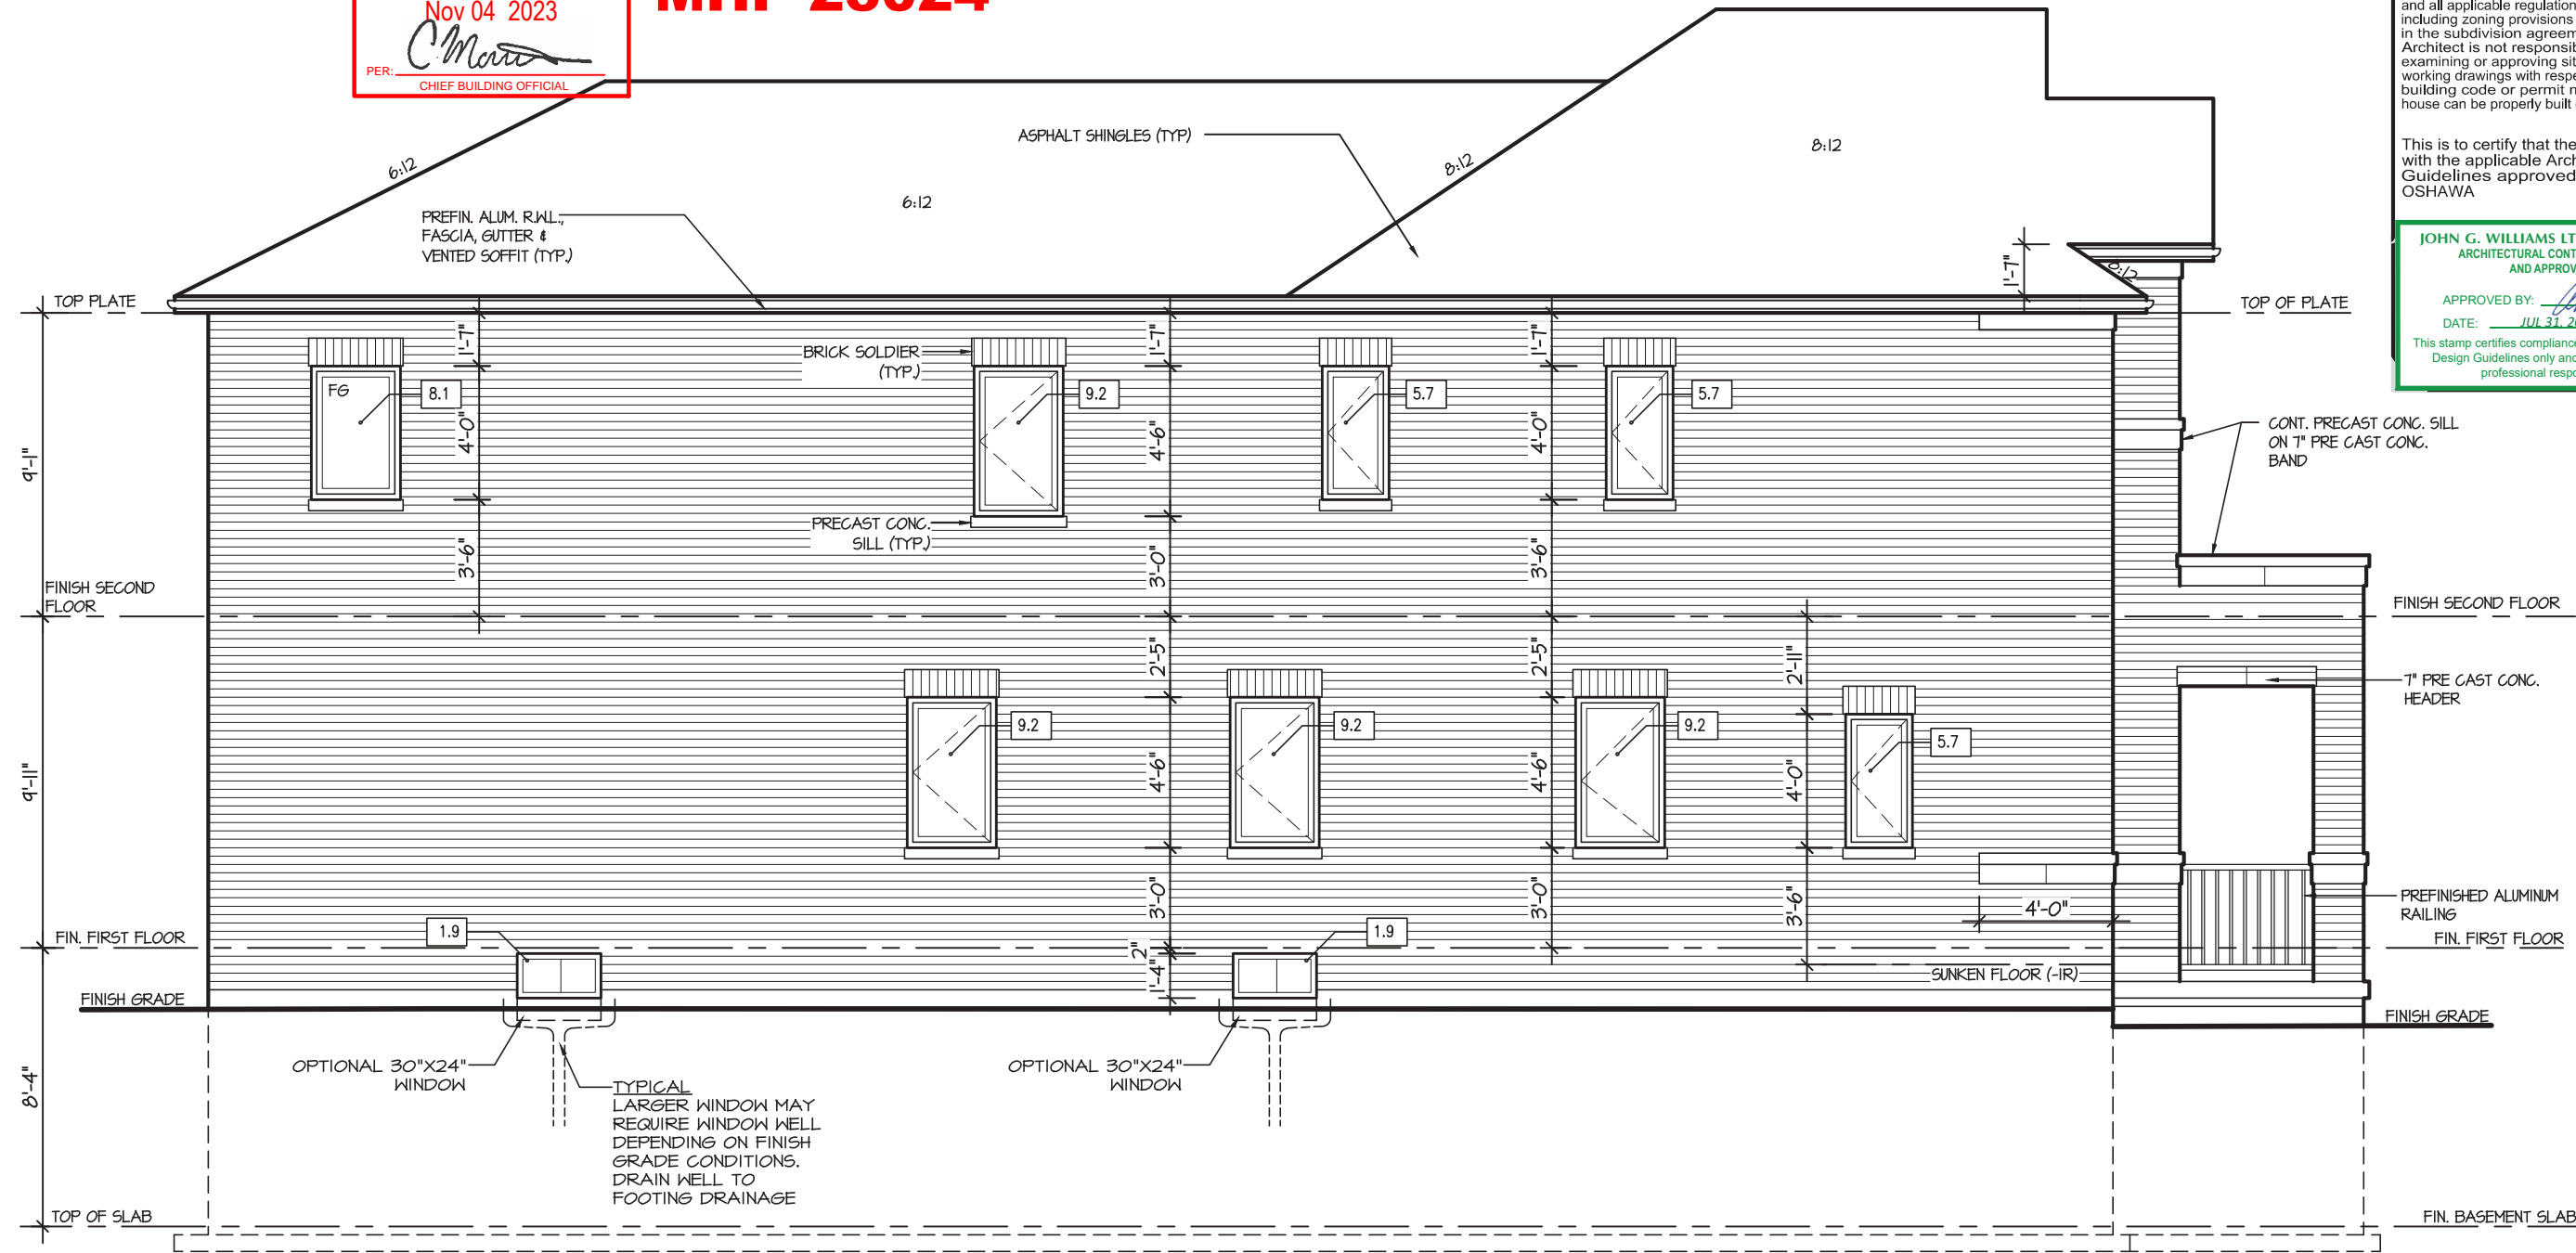 Nov 04 2023
PER:
CHIEF BUILDING OFFICIAL
and all applicable regulation
including zoning provisions
in the subdivision agreem
Architect is not responsib
examining or approving sit
working drawings with respe
building code or permit
house can be properly built
This is to certify that the
with the applicable Arch
Guidelines approved
OSHAWA
JOHN G. WILLIAMS LT
ARCHITECTURAL CONT
AND APPROV
APPROVED BY:
DATE: JUL 31, 20
This stamp certifies compliance
Design Guidelines only and
professional respo
ASPHALT SHINGLES (TYP)
6:12
6:12
8:12
8:12
8:12
PREFIN. ALUM. R.W.L.,
FASCIA, GUTTER &
VENTED SOFFIT (TYP.)
1'-7"
TOP PLATE
TOP OF PLATE
1'-7"
1'-7"
1'-7"
BRICK SOLDIER
(TYP.)
FG
8.1
9.2
5.7
5.7
4'-0"
4'-6"
4'-0"
9'-1"
CONT. PRECAST CONC. SILL
ON 7" PRE CAST CONC.
BAND
PRECAST CONC.
SILL (TYP.)
3'-6"
3'-0"
3'-6"
FINISH SECOND
FLOOR
FINISH SECOND FLOOR
2'-5"
2'-5"
2'-11"
7" PRE CAST CONC.
HEADER
9.2
9.2
9.2
5.7
9'-11"
4'-6"
4'-6"
4'-0"
3'-0"
3'-0"
3'-6"
4'-0"
PREFINISHED ALUMINUM
RAILING
1.9
1.9
FIN. FIRST FLOOR
FIN. FIRST FLOOR
2"
1'-4"
SUNKEN FLOOR (-1R)
FINISH GRADE
FINISH GRADE
OPTIONAL 30"X24"
WINDOW
OPTIONAL 30"X24"
WINDOW
8'-4"
TYPICAL
LARGER WINDOW MAY
REQUIRE WINDOW WELL
DEPENDING ON FINISH
GRADE CONDITIONS.
DRAIN WELL TO
FOOTING DRAINAGE
TOP OF SLAB
FIN. BASEMENT SLAB